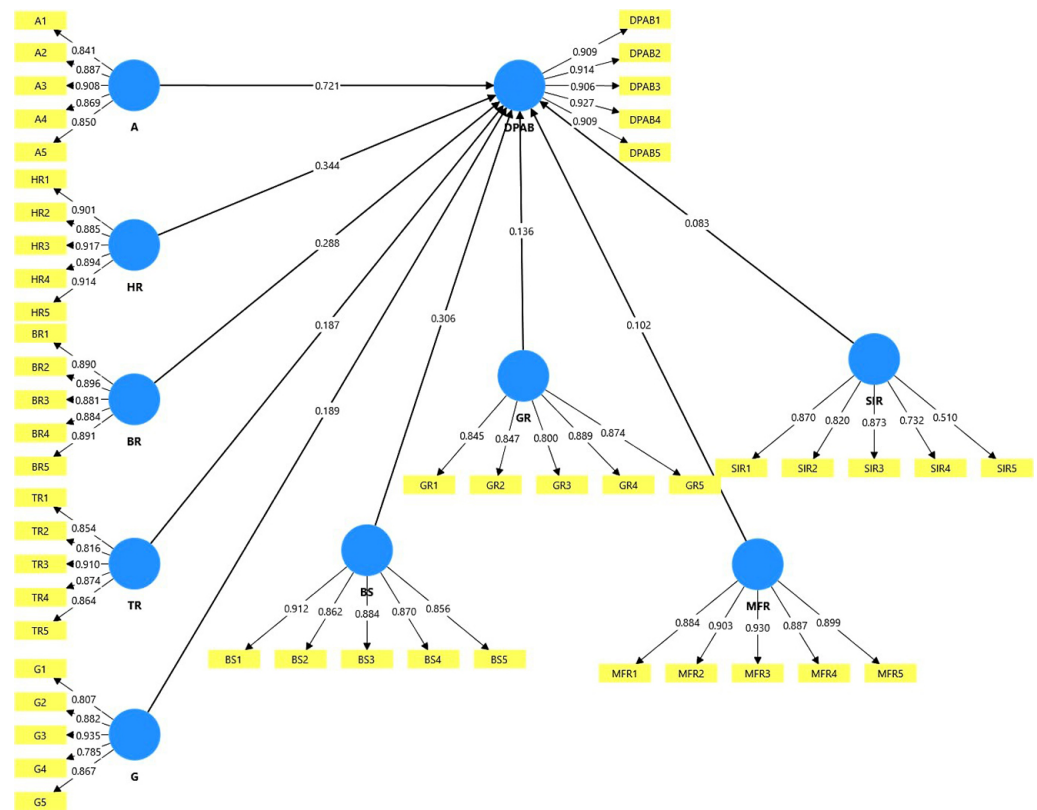 A1
0.841
A2
0.887
A3
0.908
A4
0.869
A5
0.850
A
0.721
DPAB
DPAB1
0.909
DPAB2
0.914
DPAB3
0.906
DPAB4
0.927
DPAB5
0.909
HR1
0.901
HR2
0.885
HR3
0.917
HR4
0.894
HR5
0.914
HR
0.344
BR1
0.890
BR2
0.896
BR3
0.881
BR4
0.884
BR5
0.891
BR
0.288
TR1
0.854
TR2
0.816
TR3
0.910
TR4
0.874
TR5
0.864
TR
0.187
G1
0.807
G2
0.882
G3
0.935
G4
0.785
G5
0.867
G
0.189
0.306
BS
0.912
0.862
0.884
0.870
0.856
BS1
BS2
BS3
BS4
BS5
0.136
GR
0.845
0.847
0.800
0.889
0.874
GR1
GR2
GR3
GR4
GR5
0.102
MFR
0.884
0.903
0.930
0.887
0.899
MFR1
MFR2
MFR3
MFR4
MFR5
0.083
SIR
0.870
0.820
0.873
0.732
0.510
SIR1
SIR2
SIR3
SIR4
SIR5